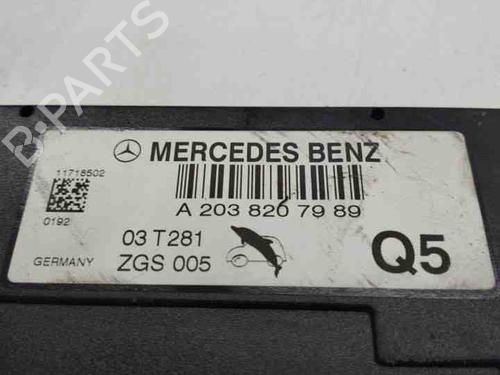 B-PARTS
MERCEDES BENZ
11718502
A 203 820 79 89
0192
03 T281
GERMANY
ZGS 005
Q5